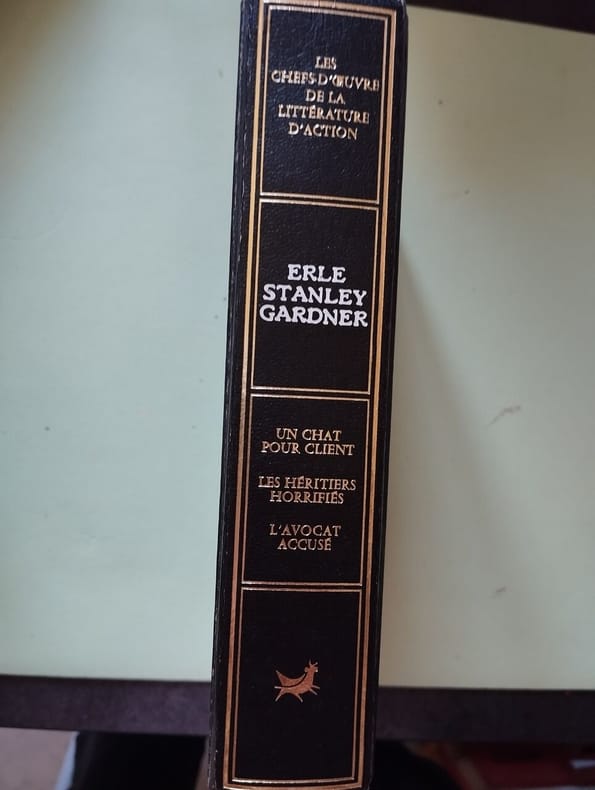 LES
CHEFS-D'ŒUVRE
DE LA
LITTÉRATURE
D'ACTION
ERLE
STANLEY
GARDNER
UN CHAT
POUR CLIENT
LES HÉRITIERS
HORRIFIÉS
L'AVOCAT
ACCUSÉ